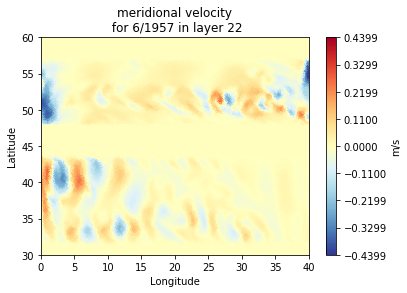 meridional velocity
for 6/1957 in layer 22
60
55
50
45
40
35
30
Latitude
0 5 10 15 20 25 30 35 40
Longitude
0.4399
0.3299
0.2199
0.1100
0.0000
−0.1100
−0.2199
−0.3299
−0.4399
m/s